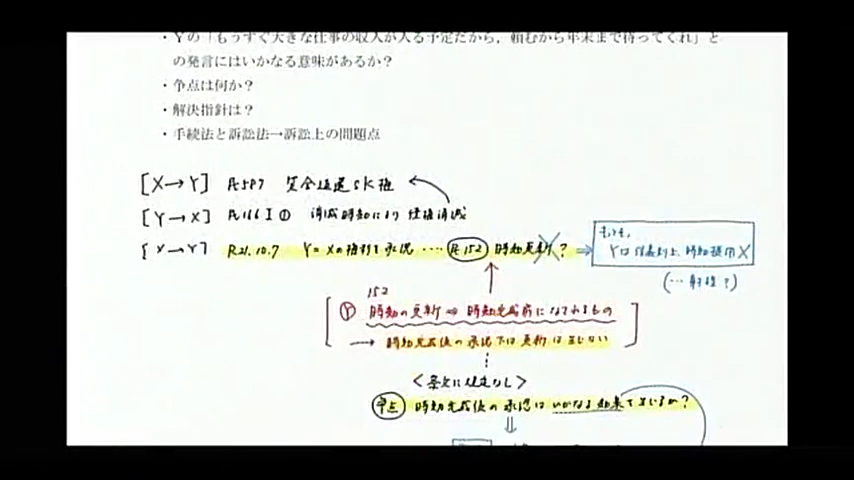 ・Yの「もうすぐ大きな仕事の収入が入る予定だから，頼むから年末まで待ってくれ」と
の発言にはいかなる意味があるか？
・争点は何か？
・解決指針は？
・手続法と訴訟法→訴訟上の問題点
[X→Y] 民587 貸金返還請求権
[Y→X] 民166Ⅰ① 消滅時効により 債権消滅
[X→Y] R21.10.7 Y=Xの権利を承認 ‥‥ 民152 時効更新？ ⇒
もっとも，
Yは信義則上，時効援用X
(… 射程？)
152
Ⓨ 時効の更新 ⇒ 時効完成前になされるもの
→ 時効完成後の承認では更新は生じない
＜条文に規定なし＞
争点 時効完成後の承認はいかなる効果を生じるか？